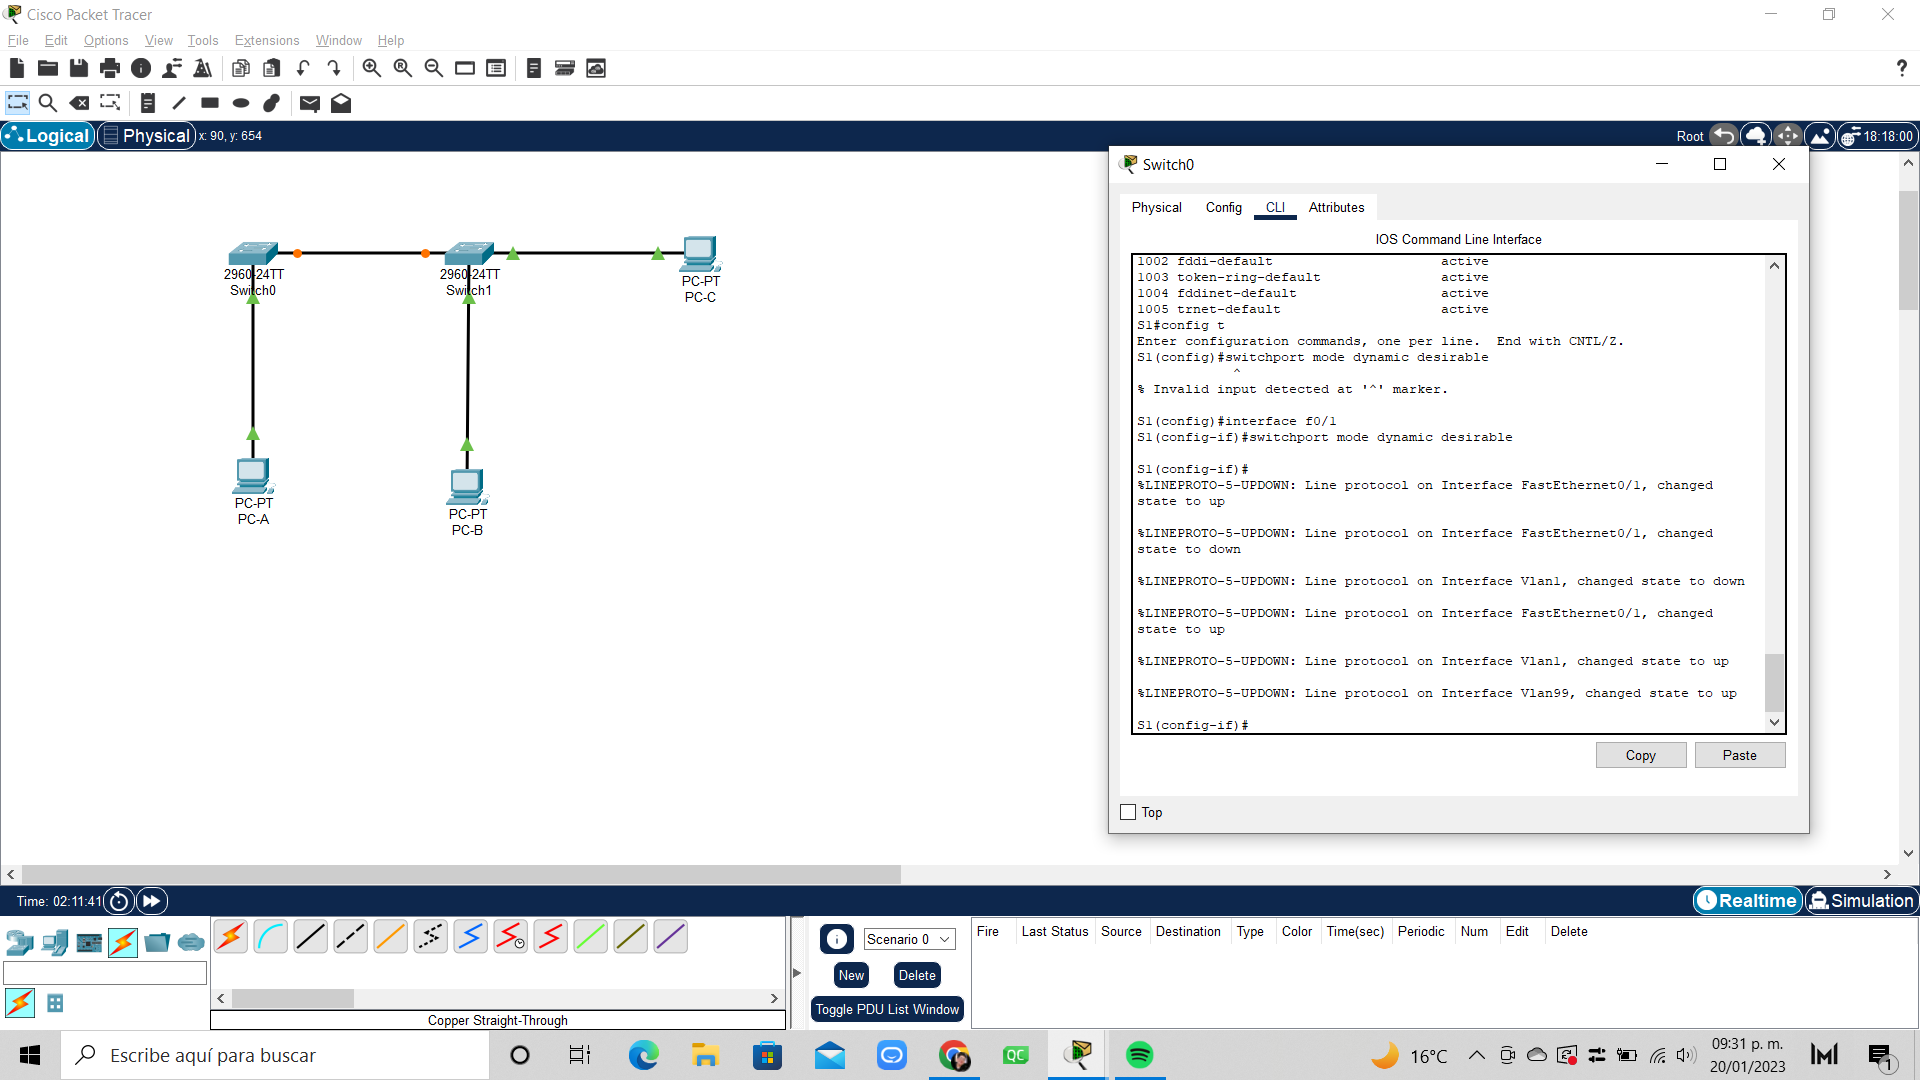 Cisco Packet Tracer
File Edit Options View Tools Extensions Window Help
?
Logical Physical x: 90, y: 654
Root 18:18:00
2960-24TT
Switch0
2960-24TT
Switch1
PC-PT
PC-C
PC-PT
PC-A
PC-PT
PC-B
Switch0
Physical Config CLI Attributes
IOS Command Line Interface
1002 fddi-default active
1003 token-ring-default active
1004 fddinet-default active
1005 trnet-default active
S1#config t
Enter configuration commands, one per line. End with CNTL/Z.
S1(config)#switchport mode dynamic desirable
^
% Invalid input detected at '^' marker.
S1(config)#interface f0/1
S1(config-if)#switchport mode dynamic desirable
S1(config-if)#
%LINEPROTO-5-UPDOWN: Line protocol on Interface FastEthernet0/1, changed
state to up
%LINEPROTO-5-UPDOWN: Line protocol on Interface FastEthernet0/1, changed
state to down
%LINEPROTO-5-UPDOWN: Line protocol on Interface Vlan1, changed state to down
%LINEPROTO-5-UPDOWN: Line protocol on Interface FastEthernet0/1, changed
state to up
%LINEPROTO-5-UPDOWN: Line protocol on Interface Vlan1, changed state to up
%LINEPROTO-5-UPDOWN: Line protocol on Interface Vlan99, changed state to up
S1(config-if)#
Copy Paste
Top
Time: 02:11:41
Realtime Simulation
Scenario 0
New Delete
Toggle PDU List Window
Fire Last Status Source Destination Type Color Time(sec) Periodic Num Edit Delete
Copper Straight-Through
Escribe aquí para buscar
QC
16°C
09:31 p. m.
20/01/2023
1